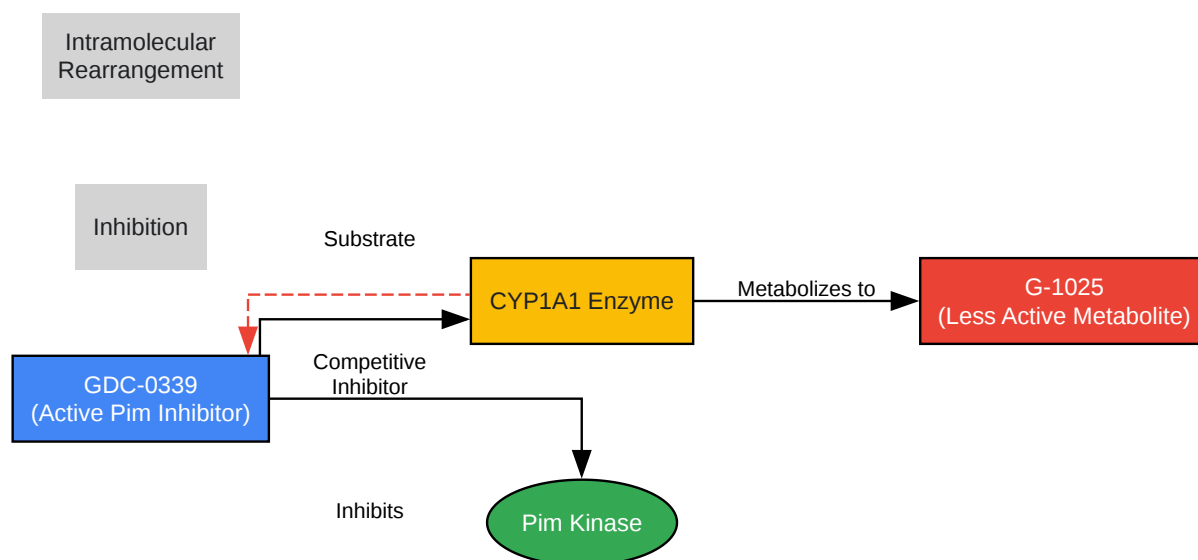 Intramolecular
Rearrangement
Inhibition
Substrate
CYP1A1 Enzyme
Metabolizes to
G-1025
(Less Active Metabolite)
GDC-0339
(Active Pim Inhibitor)
Competitive
Inhibitor
Inhibits
Pim Kinase